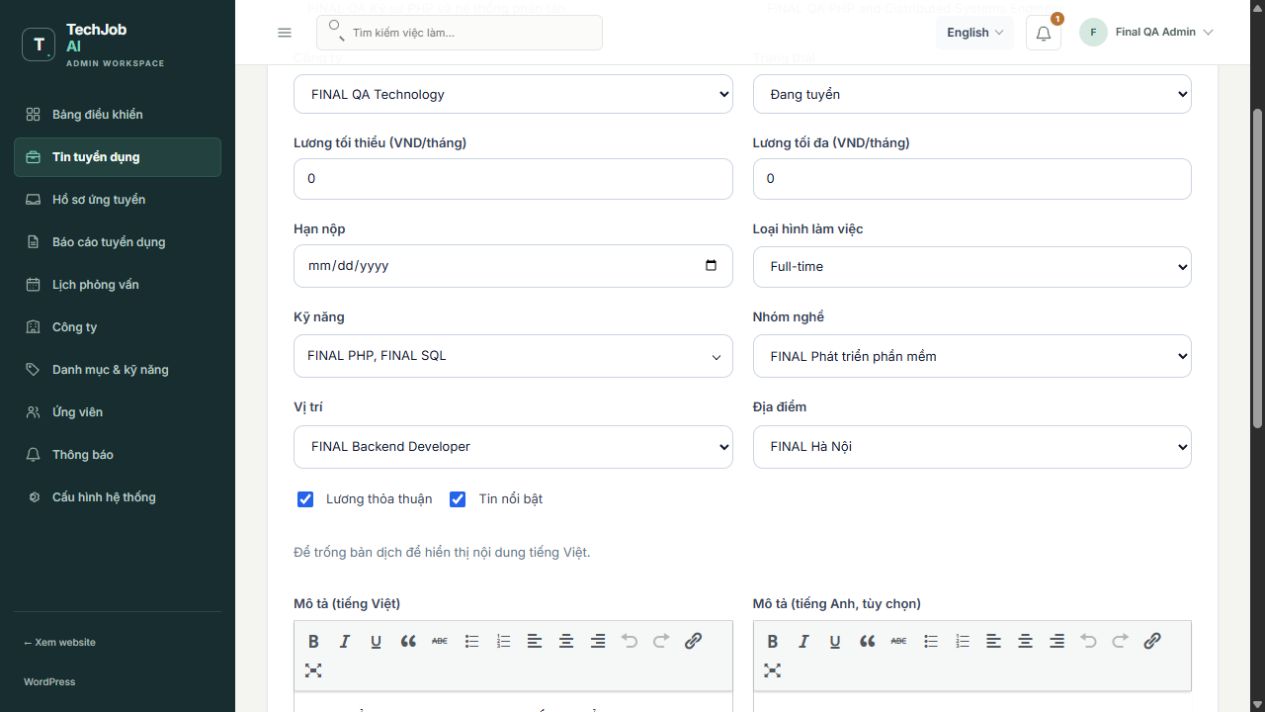 TechJob
AI
ADMIN WORKSPACE
T.
Bảng điều khiển
Tin tuyển dụng
Hồ sơ ứng tuyển
Báo cáo tuyển dụng
Lịch phỏng vấn
Công ty
Danh mục & kỹ năng
Ứng viên
Thông báo
Cấu hình hệ thống
← Xem website
WordPress
Tìm kiếm việc làm...
English
1
F
Final QA Admin
Công ty
Trạng thái
FINAL QA Technology
Đang tuyển
Lương tối thiểu (VND/tháng)
Lương tối đa (VND/tháng)
0
0
Hạn nộp
Loại hình làm việc
mm/dd/yyyy
Full-time
Kỹ năng
Nhóm nghề
FINAL PHP, FINAL SQL
FINAL Phát triển phần mềm
Vị trí
Địa điểm
FINAL Backend Developer
FINAL Hà Nội
Lương thỏa thuận
Tin nổi bật
Để trống bản dịch để hiển thị nội dung tiếng Việt.
Mô tả (tiếng Việt)
Mô tả (tiếng Anh, tùy chọn)
B I U ABC
B I U ABC